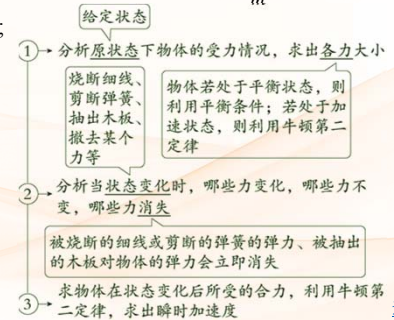 给定状态
① 分析原状态下物体的受力情况，求出各力大小
烧断细线、
剪断弹簧、
抽出木板、
撤去某个
力等
物体若处于平衡状态，则
利用平衡条件；若处于加
速状态，则利用牛顿第二
定律
② 分析当状态变化时，哪些力变化，哪些力不
变，哪些力消失
被烧断的细线或剪断的弹簧的弹力、被抽出
的木板对物体的弹力会立即消失
③ 求物体在状态变化后所受的合力，利用牛顿第
二定律，求出瞬时加速度